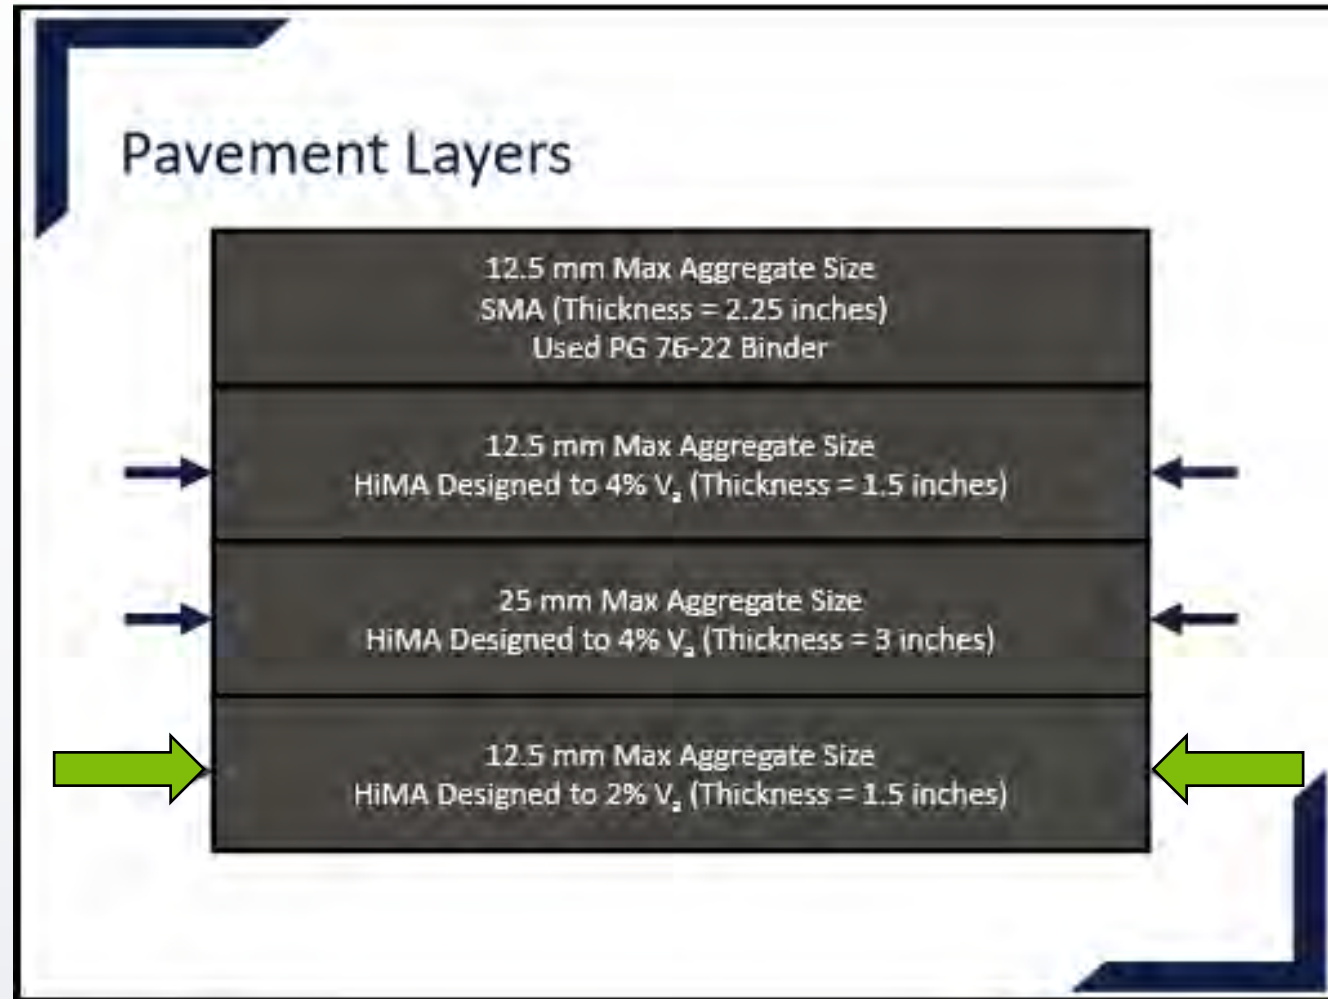 Pavement Layers
12.5 mm Max Aggregate Size
SMA (Thickness = 2.25 inches)
Used PG 76-22 Binder
12.5 mm Max Aggregate Size
HiMA Designed to 4% Vₐ (Thickness = 1.5 inches)
25 mm Max Aggregate Size
HiMA Designed to 4% Vₐ (Thickness = 3 inches)
12.5 mm Max Aggregate Size
HiMA Designed to 2% Vₐ (Thickness = 1.5 inches)